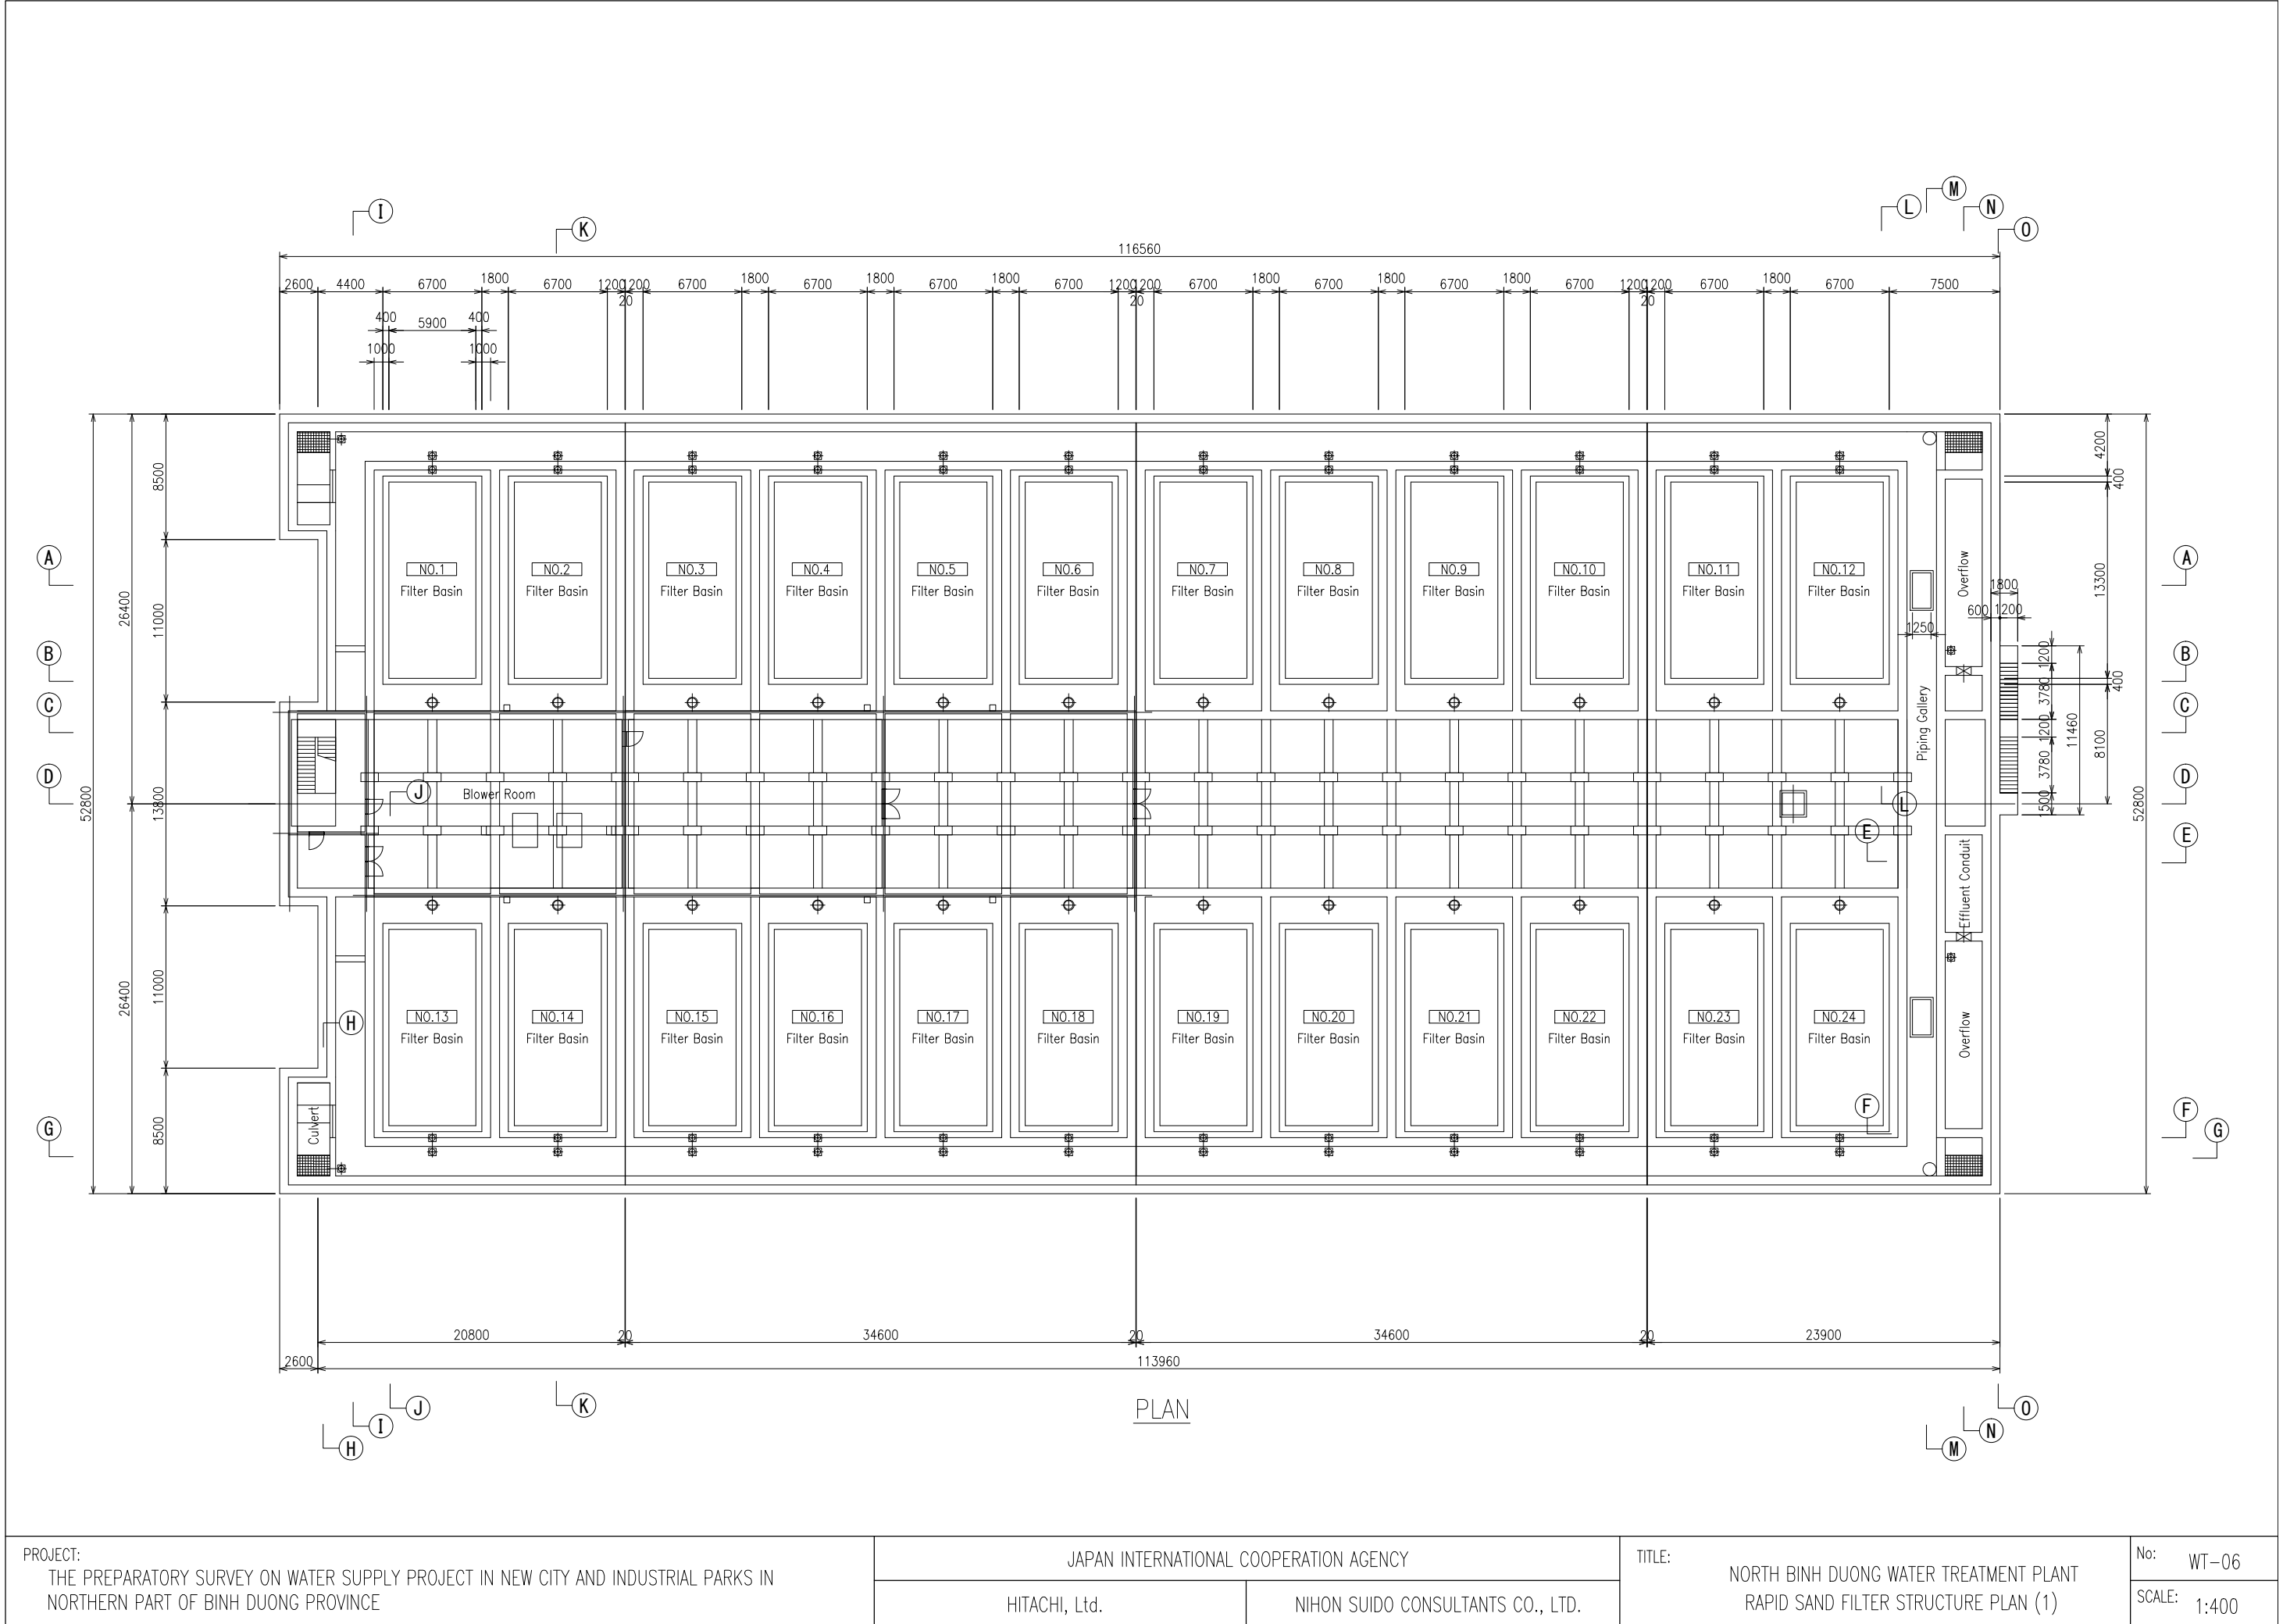 I
K
L
M
N
O
116560
2600 4400 6700 1800 6700 1200 1200 6700 1800 6700 1800 6700 1800 6700 1200 1200 6700 1800 6700 1800 6700 1800 6700 1200 1200 6700 1800 6700 7500
20 20 20
400 5900 400
1000 1000
NO.1 NO.2 NO.3 NO.4 NO.5 NO.6 NO.7 NO.8 NO.9 NO.10 NO.11 NO.12
Filter Basin Filter Basin Filter Basin Filter Basin Filter Basin Filter Basin Filter Basin Filter Basin Filter Basin Filter Basin Filter Basin Filter Basin
A
B
C
D
G
52800
26400
26400
8500
11000
13800
11000
8500
J
Blower Room
H
Culvert
L
E
F
Piping Gallery
Overflow
Effluent Conduit
Overflow
1250
1800
600 1200
1200
3780
1200
3780
1500
11460
4200
400
13300
400
8100
52800
A
B
C
D
E
F
G
NO.13 NO.14 NO.15 NO.16 NO.17 NO.18 NO.19 NO.20 NO.21 NO.22 NO.23 NO.24
Filter Basin Filter Basin Filter Basin Filter Basin Filter Basin Filter Basin Filter Basin Filter Basin Filter Basin Filter Basin Filter Basin Filter Basin
20800 20 34600 20 34600 20 23900
2600 113960
H
I
J
K
M
N
O
PLAN
PROJECT:
THE PREPARATORY SURVEY ON WATER SUPPLY PROJECT IN NEW CITY AND INDUSTRIAL PARKS IN
NORTHERN PART OF BINH DUONG PROVINCE
JAPAN INTERNATIONAL COOPERATION AGENCY
HITACHI, Ltd.
NIHON SUIDO CONSULTANTS CO., LTD.
TITLE:
NORTH BINH DUONG WATER TREATMENT PLANT
RAPID SAND FILTER STRUCTURE PLAN (1)
No:
WT-06
SCALE:
1:400